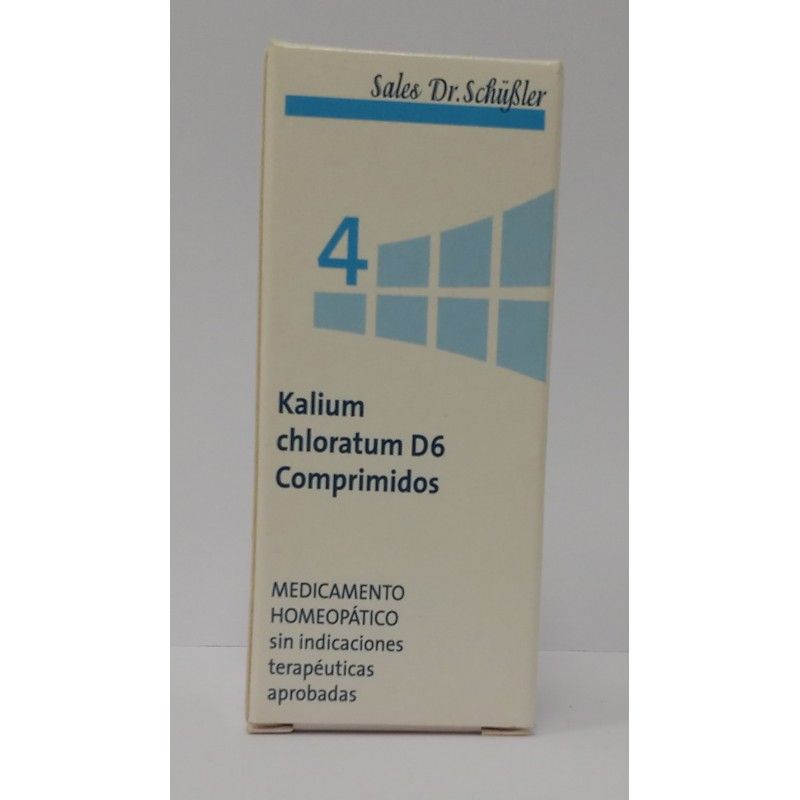 Sales Dr. Schüßler
4
Kalium
chloratum D6
Comprimidos
MEDICAMENTO
HOMEOPÁTICO
sin indicaciones
terapéuticas
aprobadas